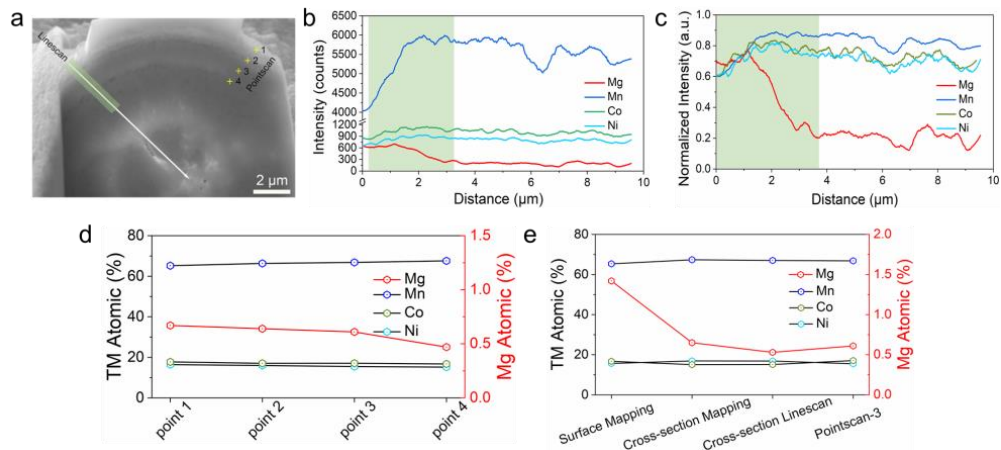 a
Linescan
1
2
3
4
Pointscan
2 μm
b
Intensity (counts)
6500
6000
5500
5000
4500
4000
1200
900
600
300
0
0 2 4 6 8 10
Distance (μm)
Mg
Mn
Co
Ni
c
Normalized Intensity (a.u.)
1.0
0.8
0.6
0.4
0.2
0.0
0 2 4 6 8 10
Distance (μm)
Mg
Mn
Co
Ni
d
TM Atomic (%)
80
60
40
20
0
Mg
Mn
Co
Ni
1.5
1.0
0.5
0.0
Mg Atomic (%)
point 1
point 2
point 3
point 4
e
TM Atomic (%)
80
60
40
20
0
Mg
Mn
Co
Ni
2.0
1.5
1.0
0.5
0.0
Mg Atomic (%)
Surface Mapping
Cross-section Mapping
Cross-section Linescan
Pointscan-3